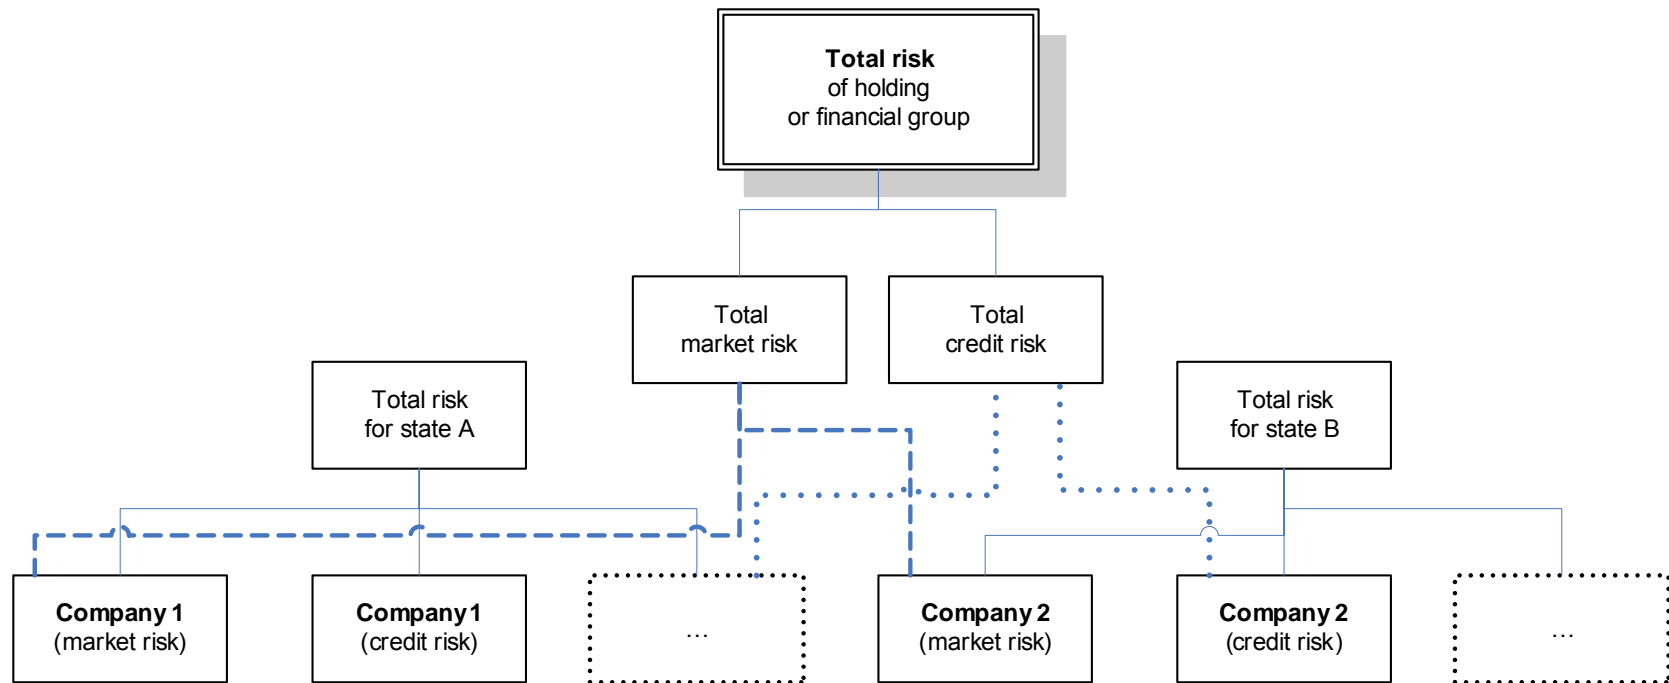 Total risk
of holding
or financial group
Total
market risk
Total
credit risk
Total risk
for state A
Total risk
for state B
Company 1
(market risk)
Company 1
(credit risk)
…
Company 2
(market risk)
Company 2
(credit risk)
…